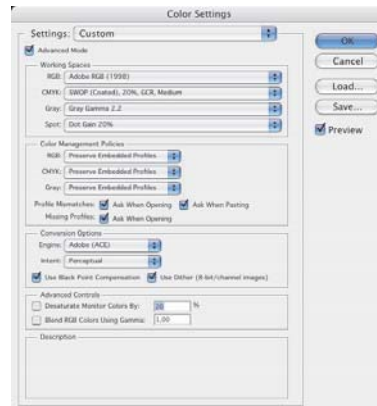 Color Settings
Settings: Custom
Advanced Mode
Working Spaces
RGB: Adobe RGB (1998)
CMYK: SWOP (Coated), 20%, GCR, Medium
Gray: Gray Gamma 2.2
Spot: Dot Gain 20%
Color Management Policies
RGB: Preserve Embedded Profiles
CMYK: Preserve Embedded Profiles
Gray: Preserve Embedded Profiles
Profile Mismatches: Ask When Opening Ask When Pasting
Missing Profiles: Ask When Opening
Conversion Options
Engine: Adobe (ACE)
Intent: Perceptual
Use Black Point Compensation Use Dither (8-bit/channel images)
Advanced Controls
Desaturate Monitor Colors By: 20 %
Blend RGB Colors Using Gamma: 1,00
Description
OK
Cancel
Load...
Save...
Preview